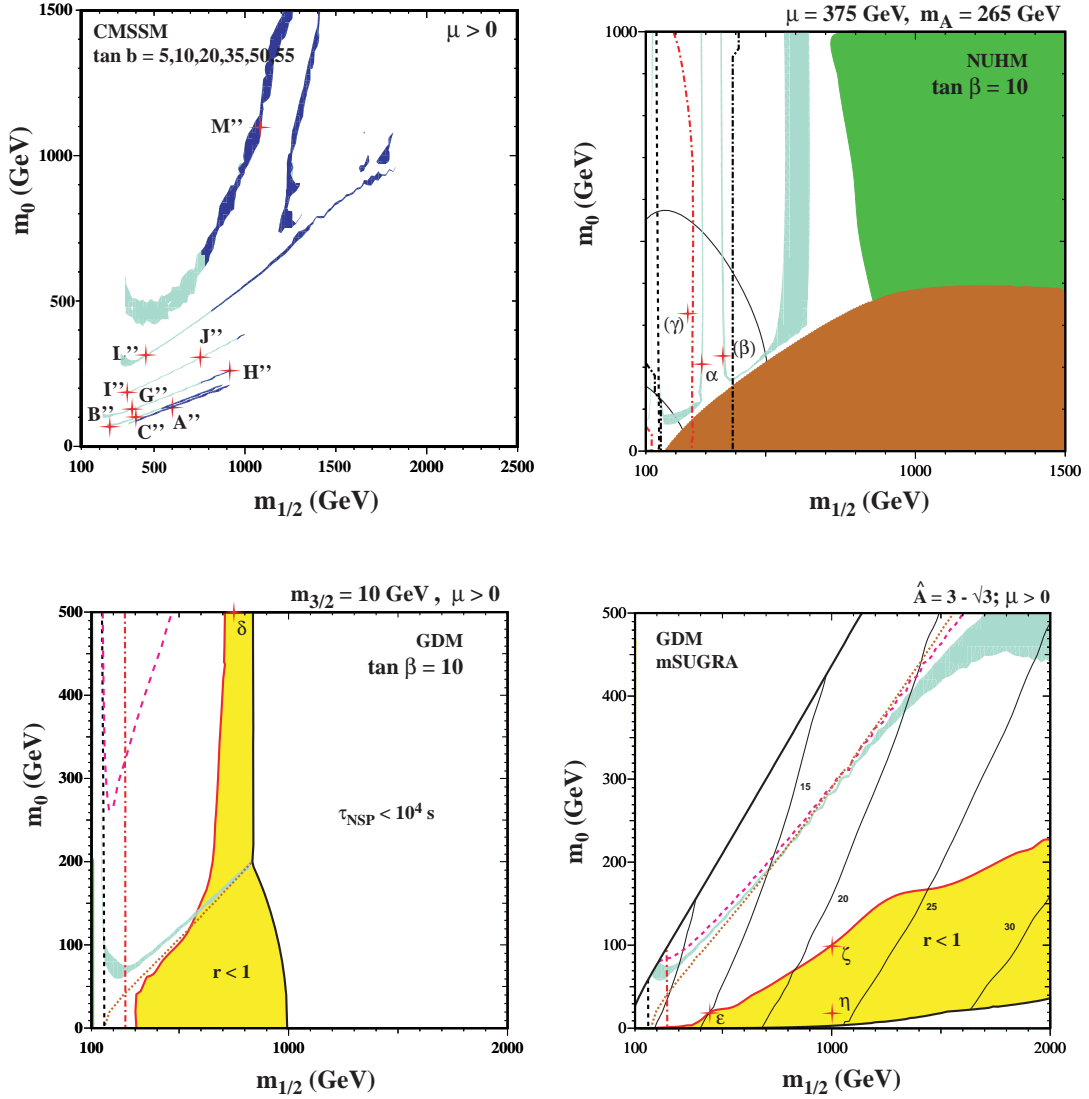 CMSSM
tan b = 5,10,20,35,50,55
μ > 0
1500
1000
500
0
100
500
1000
1500
2000
2500
m0 (GeV)
m1/2 (GeV)
M’’
L’’
J’’
I’’
G’’
H’’
B’’
C’’
A’’
μ = 375 GeV, mA = 265 GeV
NUHM
tan β = 10
1000
0
100
1000
1500
m0 (GeV)
m1/2 (GeV)
(γ)
(β)
α
m3/2 = 10 GeV , μ > 0
GDM
tan β = 10
500
400
300
200
100
0
100
1000
2000
m0 (GeV)
m1/2 (GeV)
δ
τNSP < 10^4 s
r < 1
Â = 3 - √3; μ > 0
GDM
mSUGRA
500
400
300
200
100
0
100
1000
2000
m0 (GeV)
m1/2 (GeV)
15
20
25
30
r < 1
ζ
η
ε